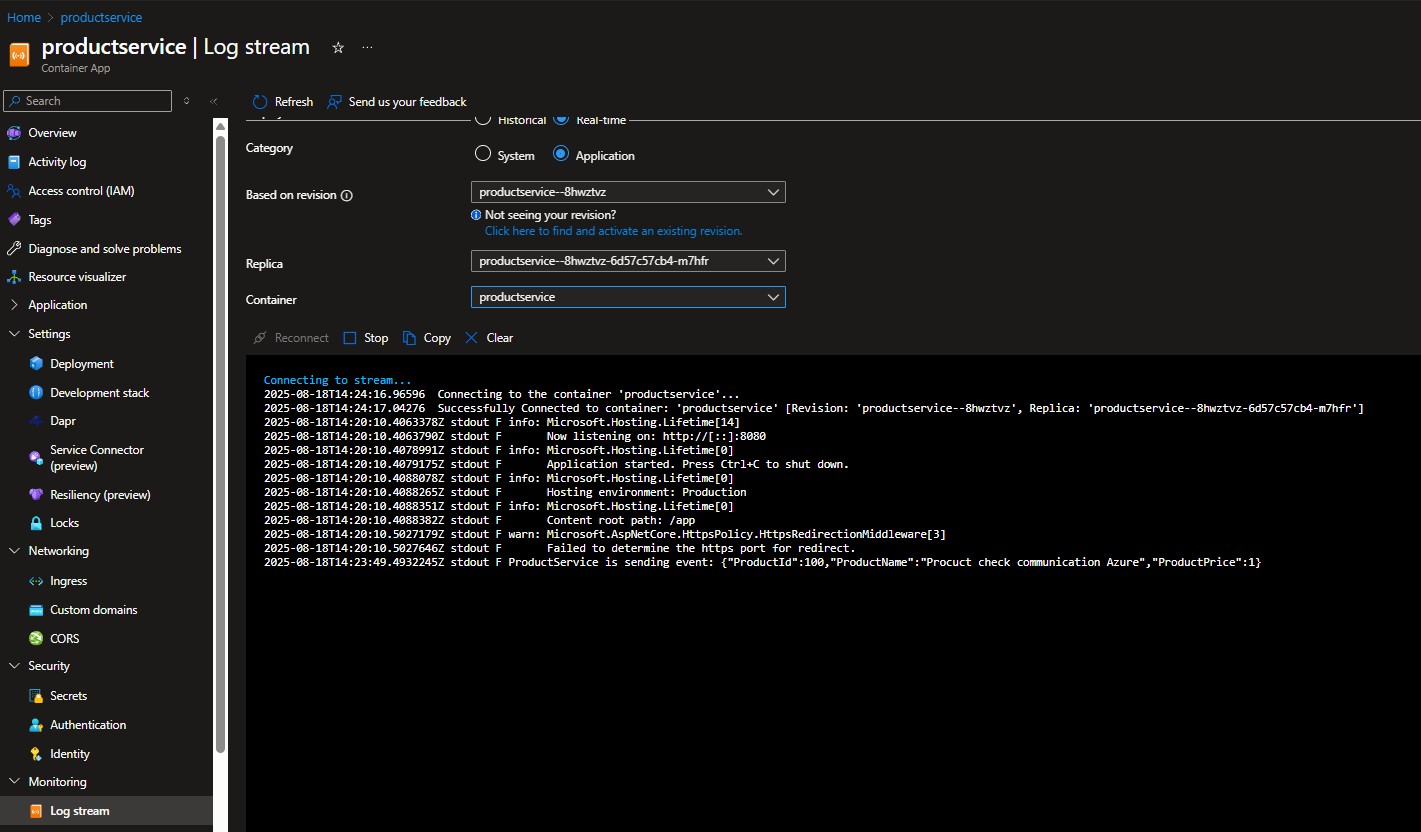 Home > productservice
productservice | Log stream
Container App
Search
Refresh
Send us your feedback
Overview
Activity log
Access control (IAM)
Tags
Diagnose and solve problems
Resource visualizer
Application
Settings
Deployment
Development stack
Dapr
Service Connector
(preview)
Resiliency (preview)
Locks
Networking
Ingress
Custom domains
CORS
Security
Secrets
Authentication
Identity
Monitoring
Log stream
Historical Real-time
Category
System Application
Based on revision
productservice--8hwztvz
Not seeing your revision?
Click here to find and activate an existing revision.
Replica
productservice--8hwztvz-6d57c57cb4-m7hfr
Container
productservice
Reconnect Stop Copy Clear
Connecting to stream...
2025-08-18T14:24:16.96596  Connecting to the container 'productservice'...
2025-08-18T14:24:17.04276  Successfully Connected to container: 'productservice' [Revision: 'productservice--8hwztvz', Replica: 'productservice--8hwztvz-6d57c57cb4-m7hfr']
2025-08-18T14:20:10.4063378Z stdout F info: Microsoft.Hosting.Lifetime[14]
2025-08-18T14:20:10.4063790Z stdout F       Now listening on: http://[::]:8080
2025-08-18T14:20:10.4078991Z stdout F info: Microsoft.Hosting.Lifetime[0]
2025-08-18T14:20:10.4079175Z stdout F       Application started. Press Ctrl+C to shut down.
2025-08-18T14:20:10.4088078Z stdout F info: Microsoft.Hosting.Lifetime[0]
2025-08-18T14:20:10.4088265Z stdout F       Hosting environment: Production
2025-08-18T14:20:10.4088351Z stdout F info: Microsoft.Hosting.Lifetime[0]
2025-08-18T14:20:10.4088382Z stdout F       Content root path: /app
2025-08-18T14:20:10.5027179Z stdout F warn: Microsoft.AspNetCore.HttpsPolicy.HttpsRedirectionMiddleware[3]
2025-08-18T14:20:10.5027646Z stdout F       Failed to determine the https port for redirect.
2025-08-18T14:23:49.4932245Z stdout F ProductService is sending event: {"ProductId":100,"ProductName":"Procuct check communication Azure","ProductPrice":1}